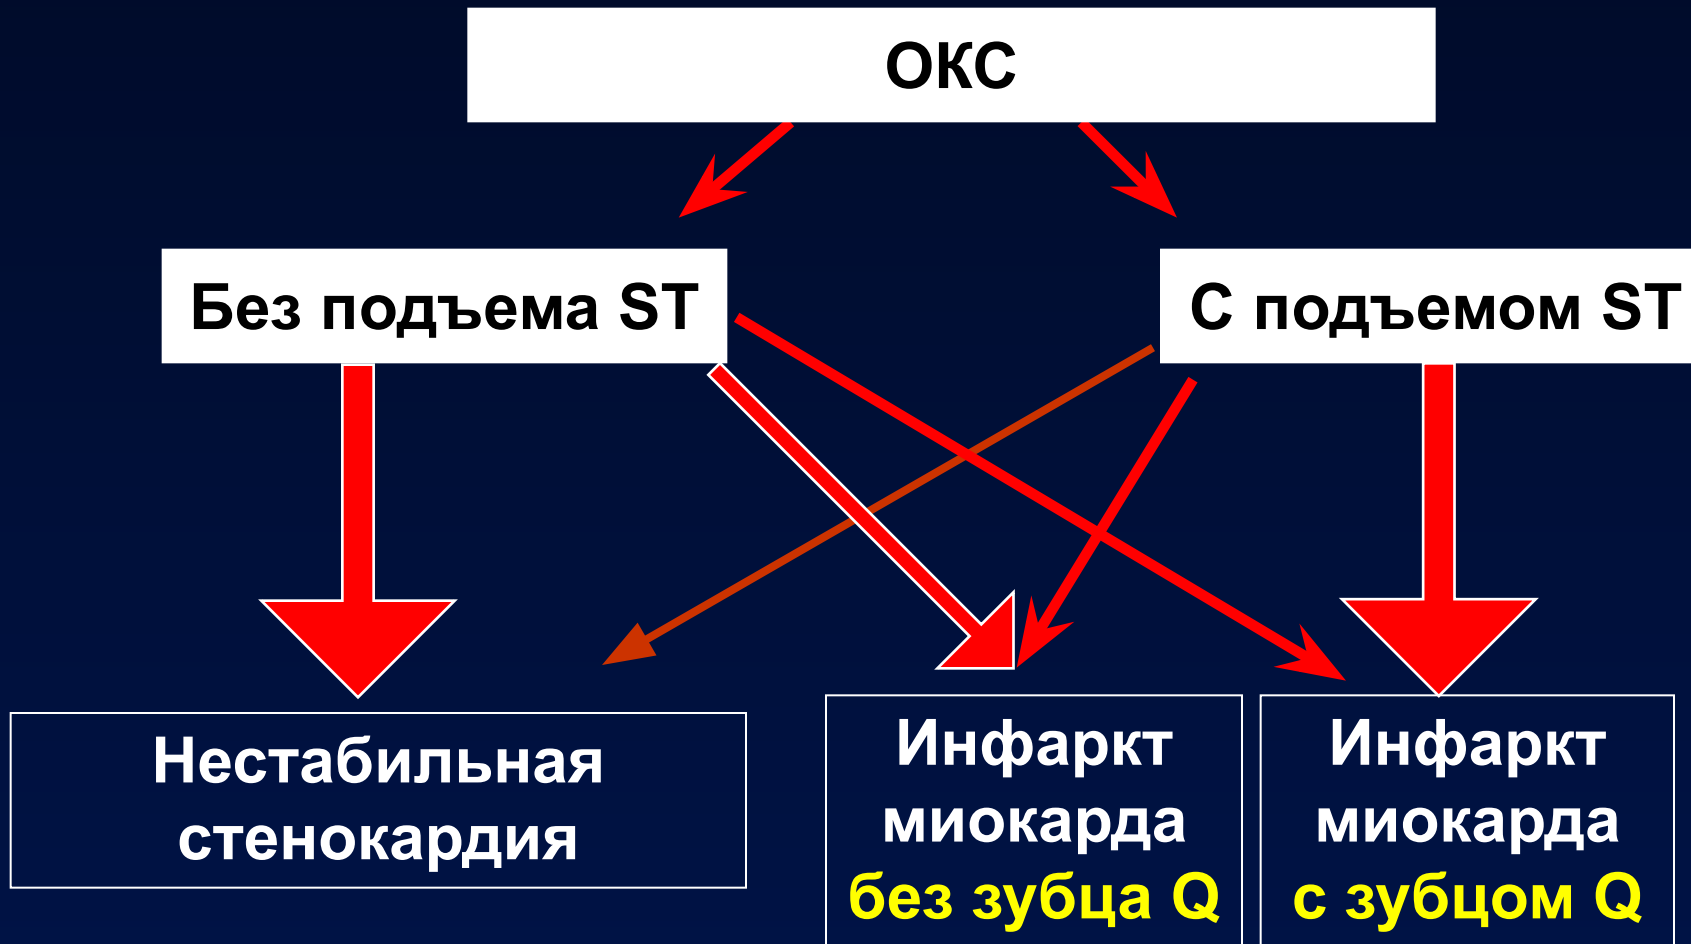 ОКС
Без подъема ST
С подъемом ST
Нестабильная
стенокардия
Инфаркт
миокарда
без зубца Q
Инфаркт
миокарда
с зубцом Q